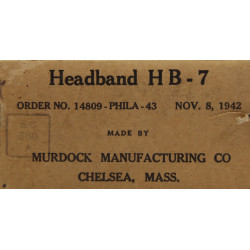 Headband HB-7
ORDER NO. 14809-PHILA-43 NOV. 8, 1942
MADE BY
MURDOCK MANUFACTURING CO
CHELSEA, MASS.